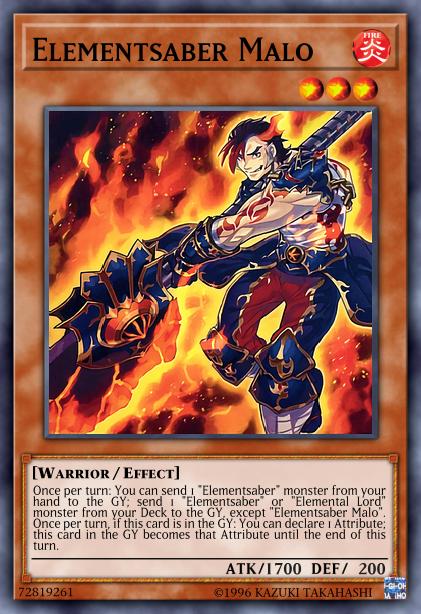 Elementsaber Malo
FIRE
炎
[Warrior / Effect]
Once per turn: You can send 1 "Elementsaber" monster from your
hand to the GY; send 1 "Elementsaber" or "Elemental Lord"
monster from your Deck to the GY, except "Elementsaber Malo".
Once per turn, if this card is in the GY: You can declare 1 Attribute;
this card in the GY becomes that Attribute until the end of this
turn.
ATK/1700 DEF/ 200
72819261
©1996 KAZUKI TAKAHASHI